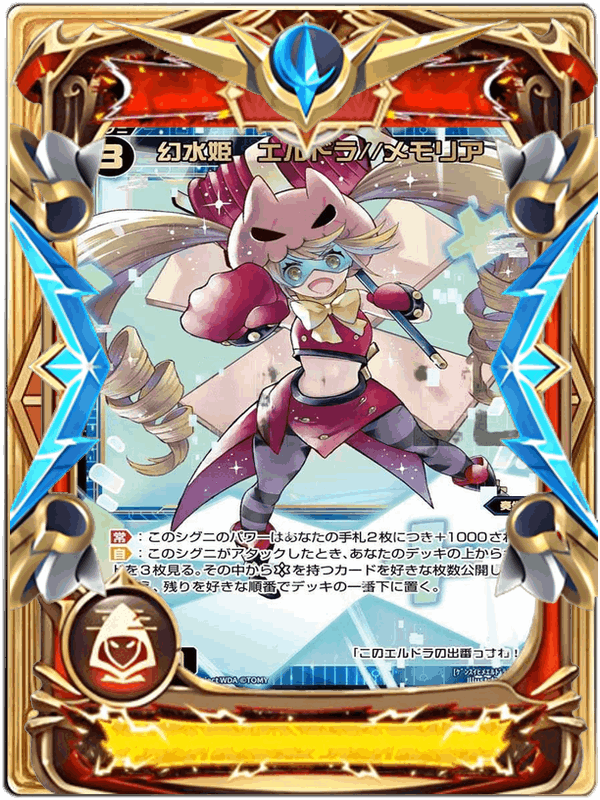 3
幻水姫 エルドラ//メモリア
常：このシグニのパワーはあなたの手札2枚につき+1000され
自：このシグニがアタックしたとき、あなたのデッキの上から
を3枚見る。その中から※を持つカードを好きな枚数公開し
、残りを好きな順番でデッキの一番下に置く。
「このエルドラの出番っすね！
ject WDA ©TOMY